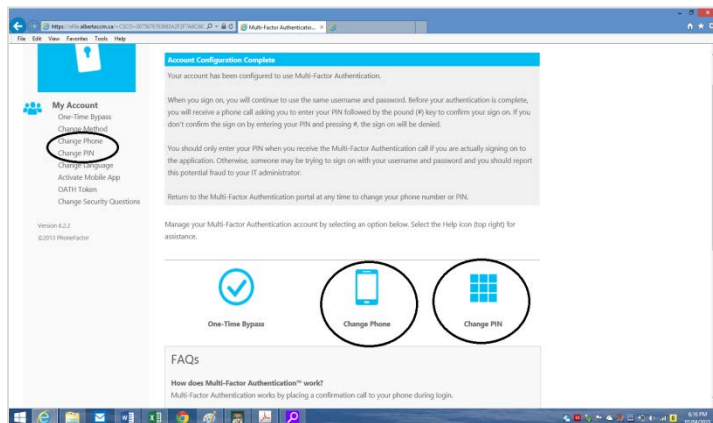 Multi-Factor Authenticatio...
File Edit View Favorites Tools Help
My Account
One-Time Bypass
Change Method
Change Phone
Change PIN
Change Language
Activate Mobile App
OATH Token
Change Security Questions
Version 6.2.2
©2013 PhoneFactor
Account Configuration Complete
Your account has been configured to use Multi-Factor Authentication.
When you sign on, you will continue to use the same username and password. Before your authentication is complete,
you will receive a phone call asking you to enter your PIN followed by the pound (#) key to confirm your sign on. If you
don't confirm the sign on by entering your PIN and pressing #, the sign on will be denied.
You should only enter your PIN when you receive the Multi-Factor Authentication call if you are actually signing on to
the application. Otherwise, someone may be trying to sign on with your username and password and you should report
this potential fraud to your IT administrator.
Return to the Multi-Factor Authentication portal at any time to change your phone number or PIN.
Manage your Multi-Factor Authentication account by selecting an option below. Select the Help icon (top right) for
assistance.
One-Time Bypass
Change Phone
Change PIN
FAQs
How does Multi-Factor Authentication™ work?
Multi-Factor Authentication works by placing a confirmation call to your phone during login.
6:16 PM